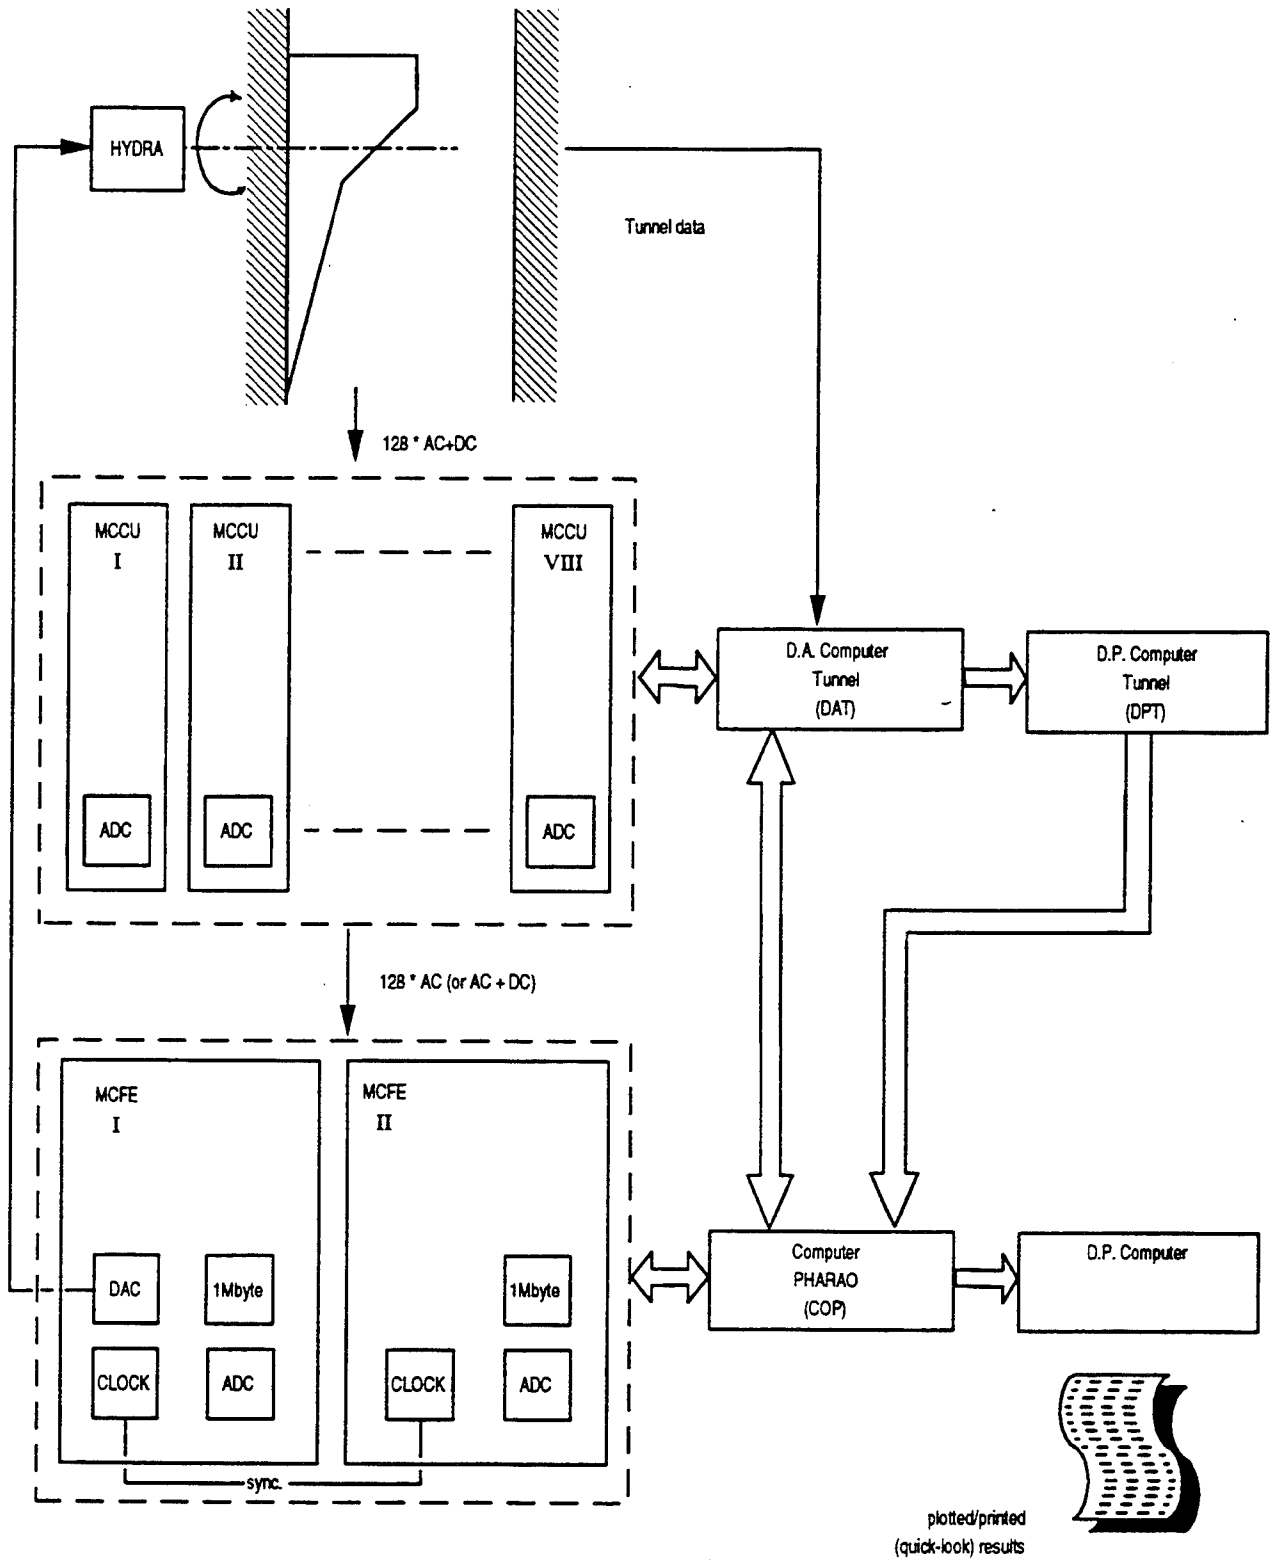 HYDRA
Tunnel data
128 * AC+DC
MCCU
I
MCCU
II
MCCU
VIII
ADC
ADC
ADC
D.A. Computer
Tunnel
(DAT)
D.P. Computer
Tunnel
(DPT)
128 * AC (or AC + DC)
MCFE
I
MCFE
II
DAC
1Mbyte
1Mbyte
CLOCK
ADC
CLOCK
ADC
sync.
Computer
PHARAO
(COP)
D.P. Computer
plotted/printed
(quick-look) results